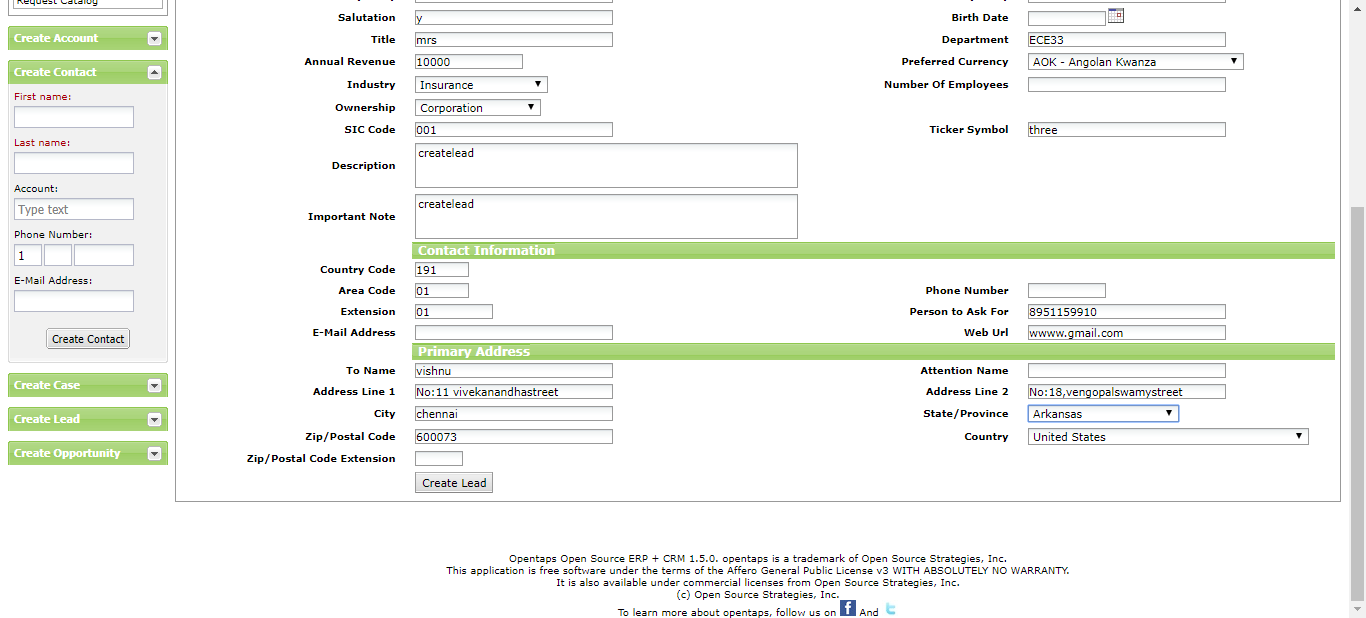 Request Catalog
Create Account
Create Contact
First name:
Last name:
Account:
Type text
Phone Number:
1
E-Mail Address:
Create Contact
Create Case
Create Lead
Create Opportunity
Salutation y Birth Date
Title mrs Department ECE33
Annual Revenue 10000 Preferred Currency AOK - Angolan Kwanza
Industry Insurance Number Of Employees
Ownership Corporation
SIC Code 001 Ticker Symbol three
Description createlead
Important Note createlead
Contact Information
Country Code 191
Area Code 01 Phone Number
Extension 01 Person to Ask For 8951159910
E-Mail Address Web Url wwww.gmail.com
Primary Address
To Name vishnu Attention Name
Address Line 1 No:11 vivekanandhastreet Address Line 2 No:18,vengopalswamystreet
City chennai State/Province Arkansas
Zip/Postal Code 600073 Country United States
Zip/Postal Code Extension
Create Lead
Opentaps Open Source ERP + CRM 1.5.0. opentaps is a trademark of Open Source Strategies, Inc.
This application is free software under the terms of the Affero General Public License v3 WITH ABSOLUTELY NO WARRANTY.
It is also available under commercial licenses from Open Source Strategies, Inc.
(c) Open Source Strategies, Inc.
To learn more about opentaps, follow us on f And t